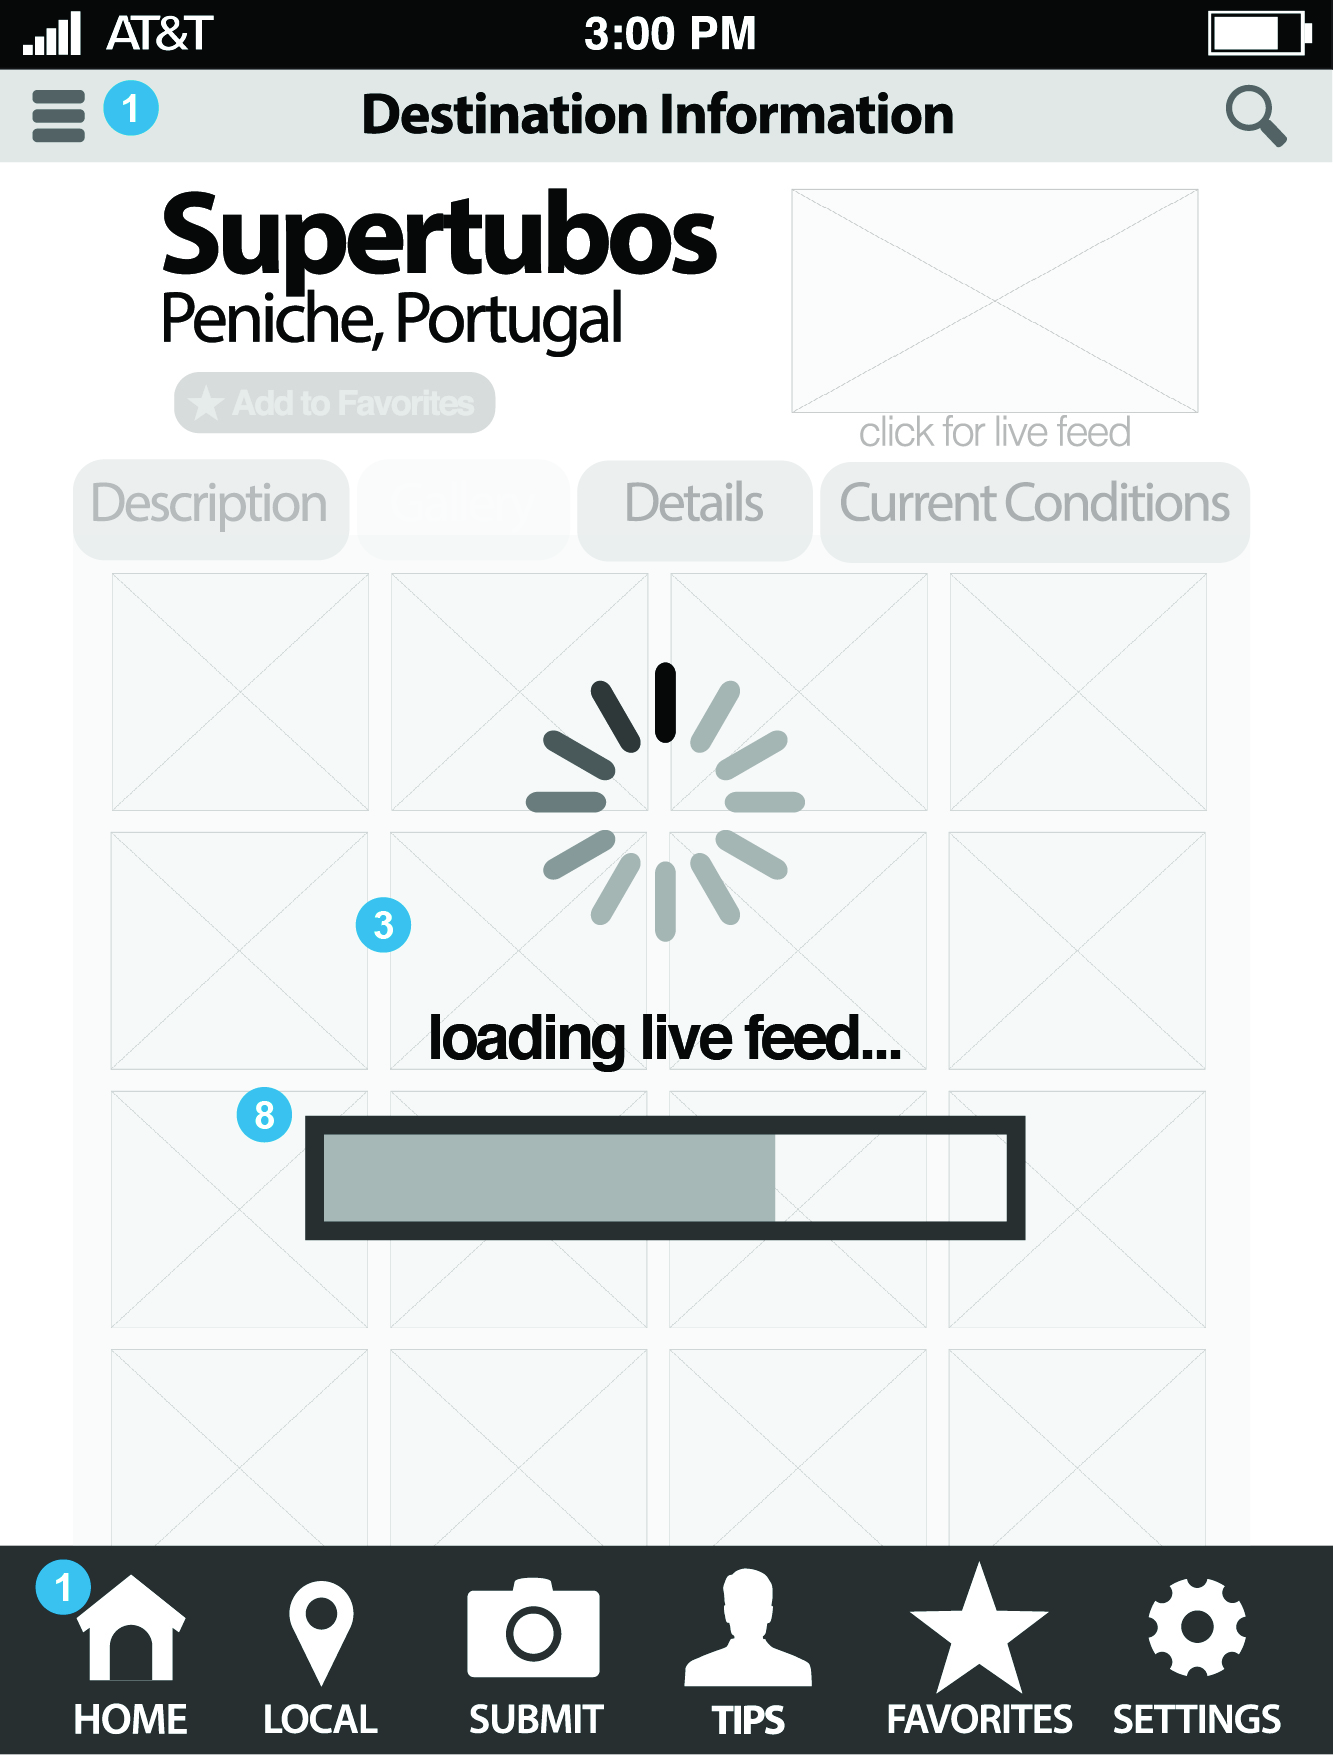 AT&T 3:00 PM
1 Destination Information
Supertubos
Peniche, Portugal
Add to Favorites
click for live feed
Description Details Current Conditions
3
loading live feed...
8
1
HOME LOCAL SUBMIT TIPS FAVORITES SETTINGS